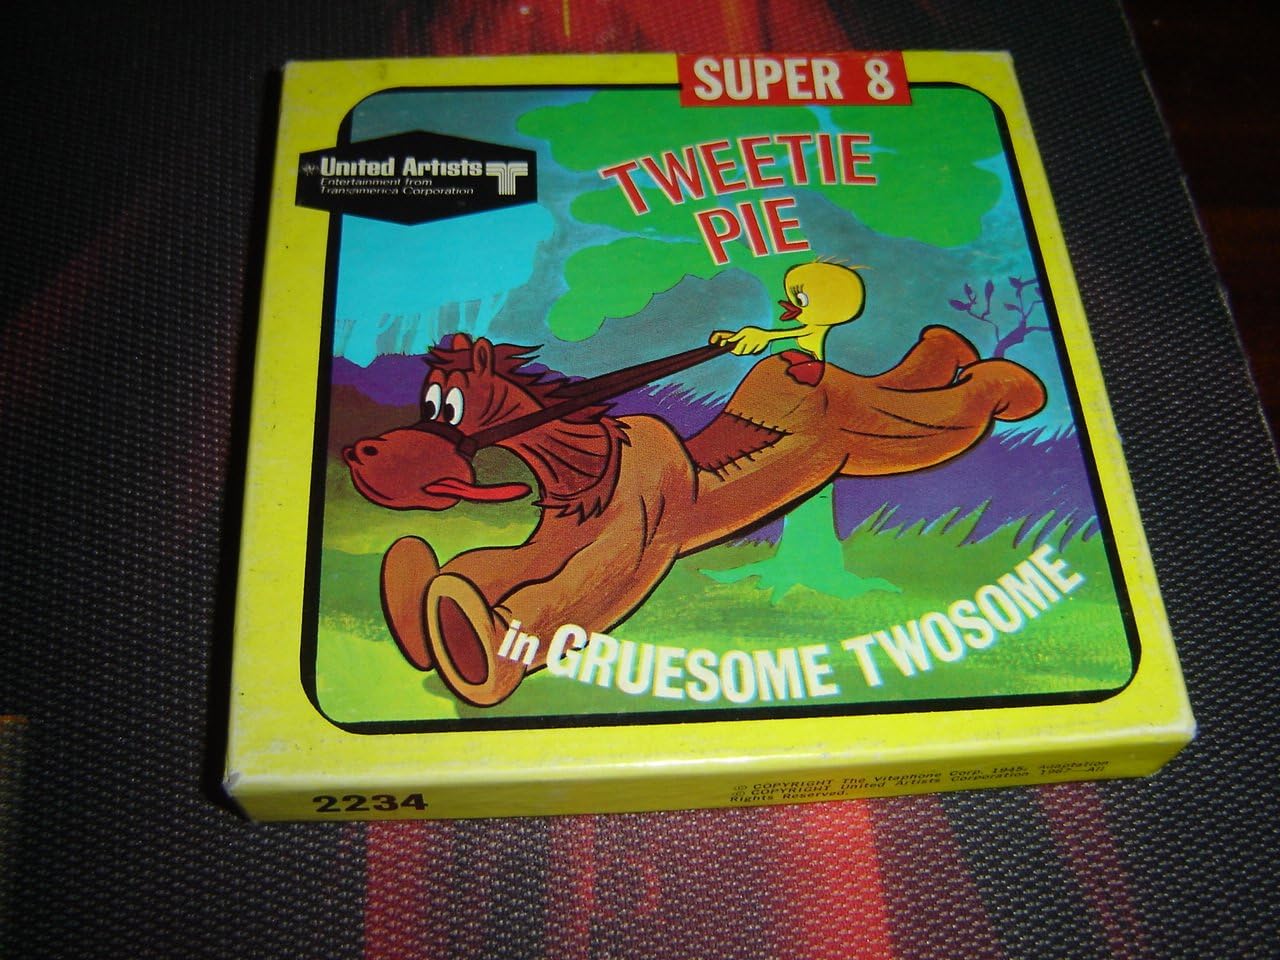 SUPER 8
United Artists
Entertainment from
Transamerica Corporation
TWEETIE
PIE
in GRUESOME TWOSOME
2234
© COPYRIGHT The Vitaphone Corp. 1945. Adaptation
© COPYRIGHT United Artists Corporation 1967—All
Rights Reserved.